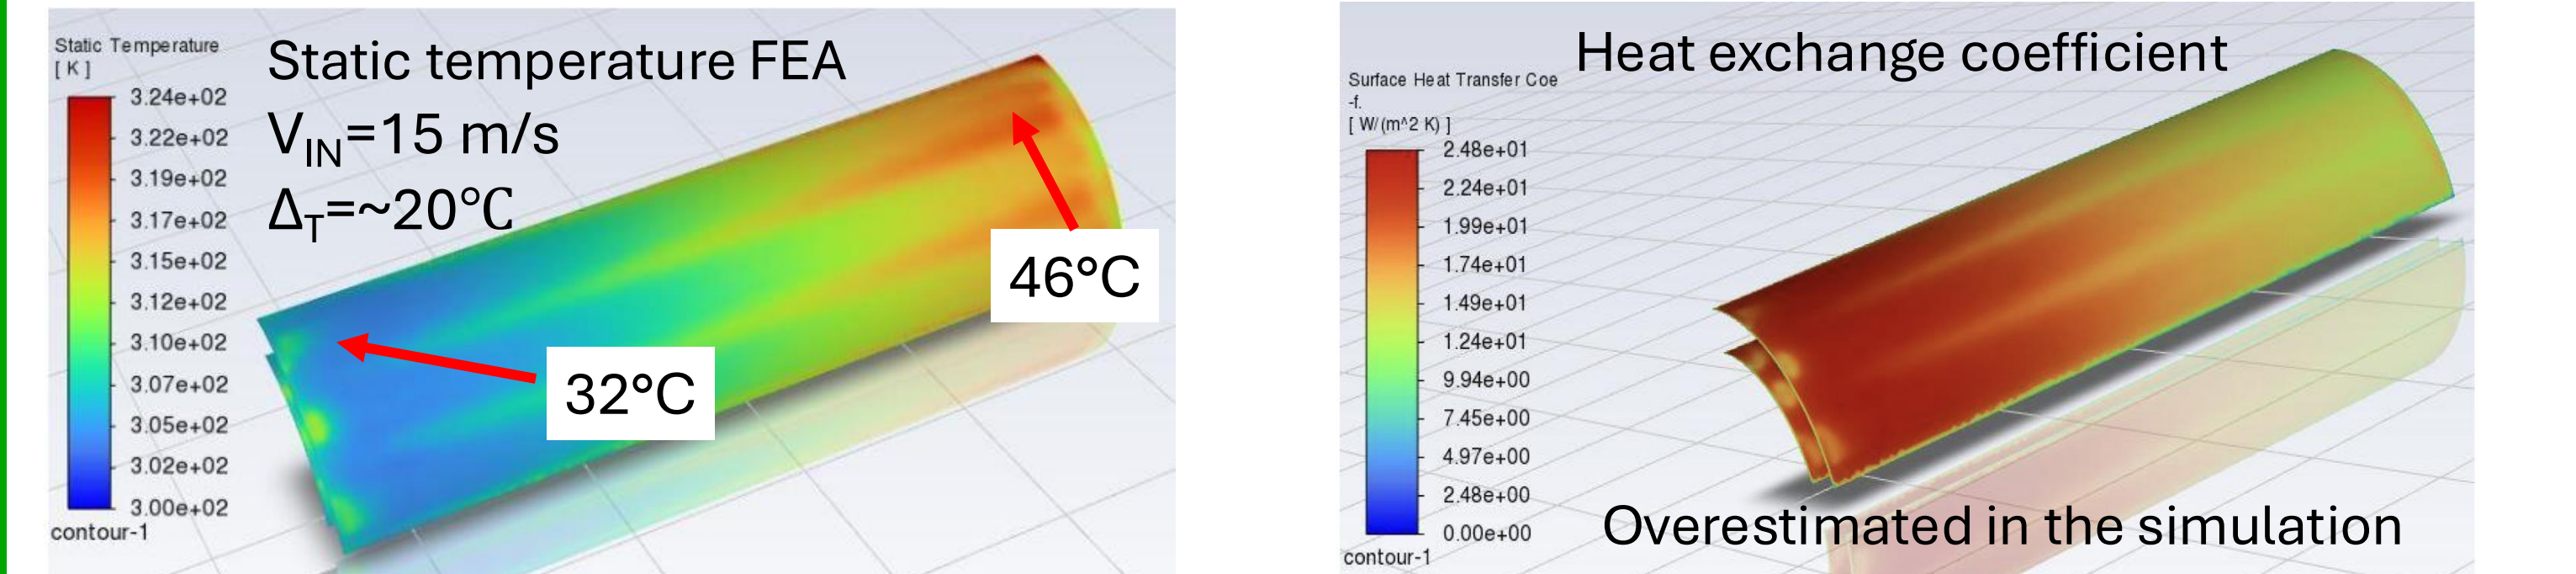 Static Temperature
[ K ]
3.24e+02
3.22e+02
3.19e+02
3.17e+02
3.15e+02
3.12e+02
3.10e+02
3.07e+02
3.05e+02
3.02e+02
3.00e+02
contour-1
Static temperature FEA
V_IN=15 m/s
Δ_T=~20°C
46°C
32°C
Heat exchange coefficient
Surface Heat Transfer Coe
-f.
[ W/(m^2 K) ]
2.48e+01
2.24e+01
1.99e+01
1.74e+01
1.49e+01
1.24e+01
9.94e+00
7.45e+00
4.97e+00
2.48e+00
0.00e+00
contour-1
Overestimated in the simulation